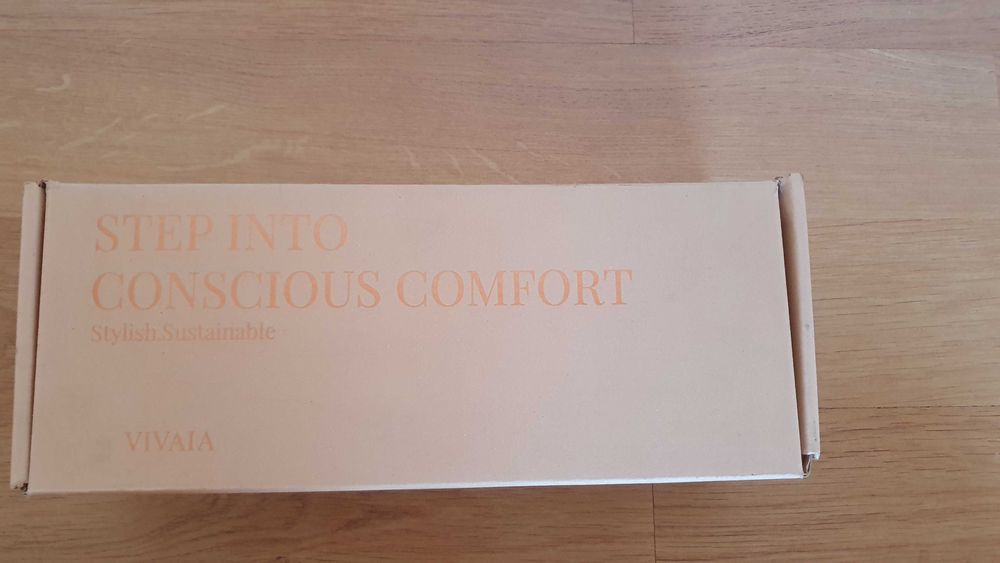 STEP INTO
CONSCIOUS COMFORT
Stylish.Sustainable
VIVAIA